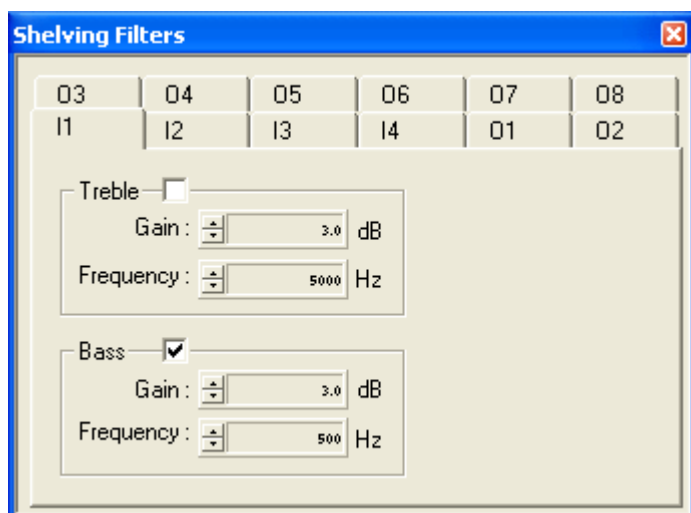 Shelving Filters
O3 O4 O5 O6 O7 O8
I1 I2 I3 I4 O1 O2
Treble
Gain : 3.0 dB
Frequency : 5000 Hz
Bass
Gain : 3.0 dB
Frequency : 500 Hz